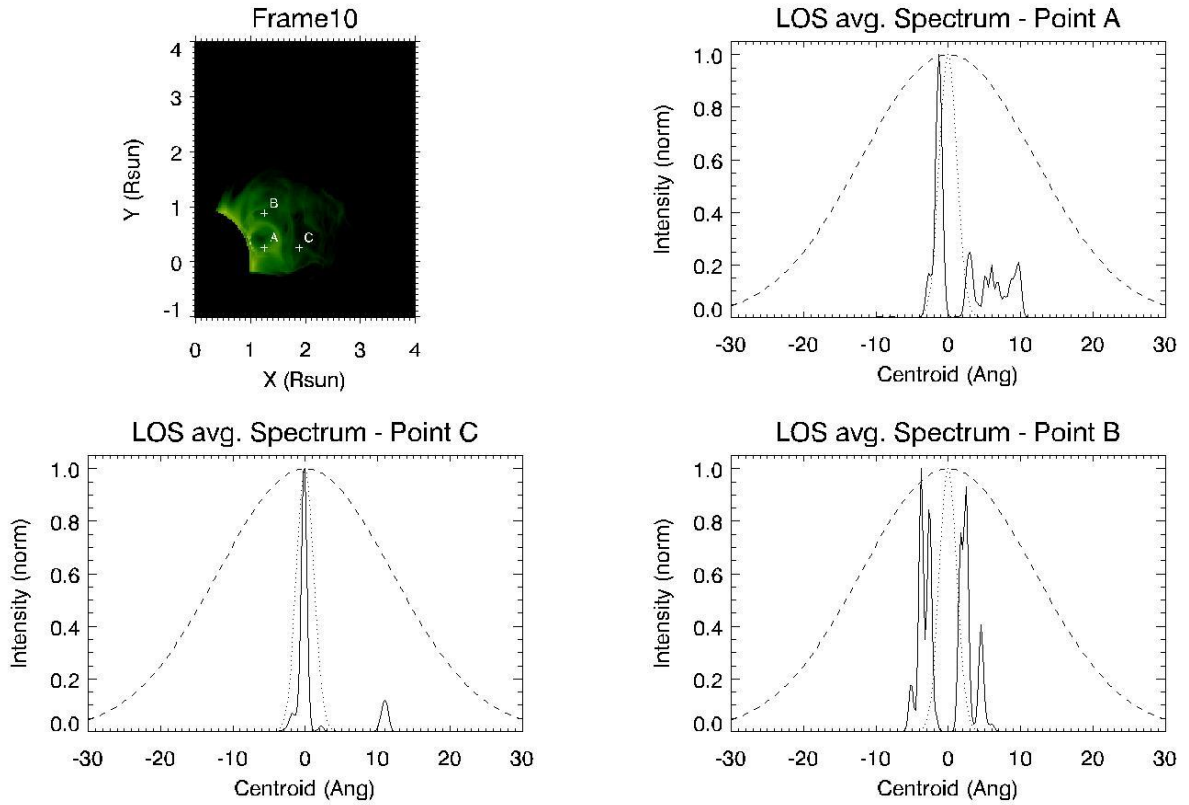 Frame10
4
3
2
1
0
-1
Y (Rsun)
B
A
C
0 1 2 3 4
X (Rsun)
LOS avg. Spectrum - Point A
1.0
0.8
0.6
0.4
0.2
0.0
Intensity (norm)
-30 -20 -10 0 10 20 30
Centroid (Ang)
LOS avg. Spectrum - Point C
1.0
0.8
0.6
0.4
0.2
0.0
Intensity (norm)
-30 -20 -10 0 10 20 30
Centroid (Ang)
LOS avg. Spectrum - Point B
1.0
0.8
0.6
0.4
0.2
0.0
Intensity (norm)
-30 -20 -10 0 10 20 30
Centroid (Ang)